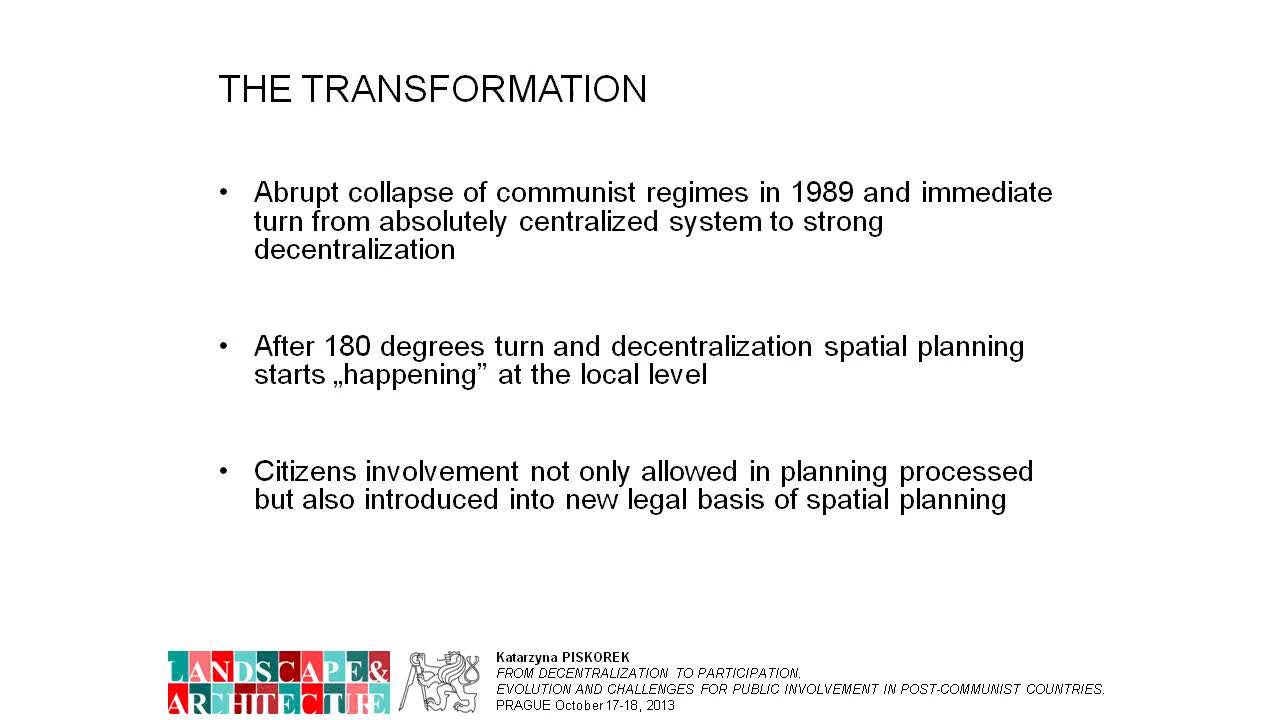 THE TRANSFORMATION
• Abrupt collapse of communist regimes in 1989 and immediate
turn from absolutely centralized system to strong
decentralization
• After 180 degrees turn and decentralization spatial planning
starts „happening” at the local level
• Citizens involvement not only allowed in planning processed
but also introduced into new legal basis of spatial planning
LANDSCAPE&
ARCHITECTURE
Katarzyna PISKOREK
FROM DECENTRALIZATION TO PARTICIPATION.
EVOLUTION AND CHALLENGES FOR PUBLIC INVOLVEMENT IN POST-COMMUNIST COUNTRIES.
PRAGUE October 17-18, 2013